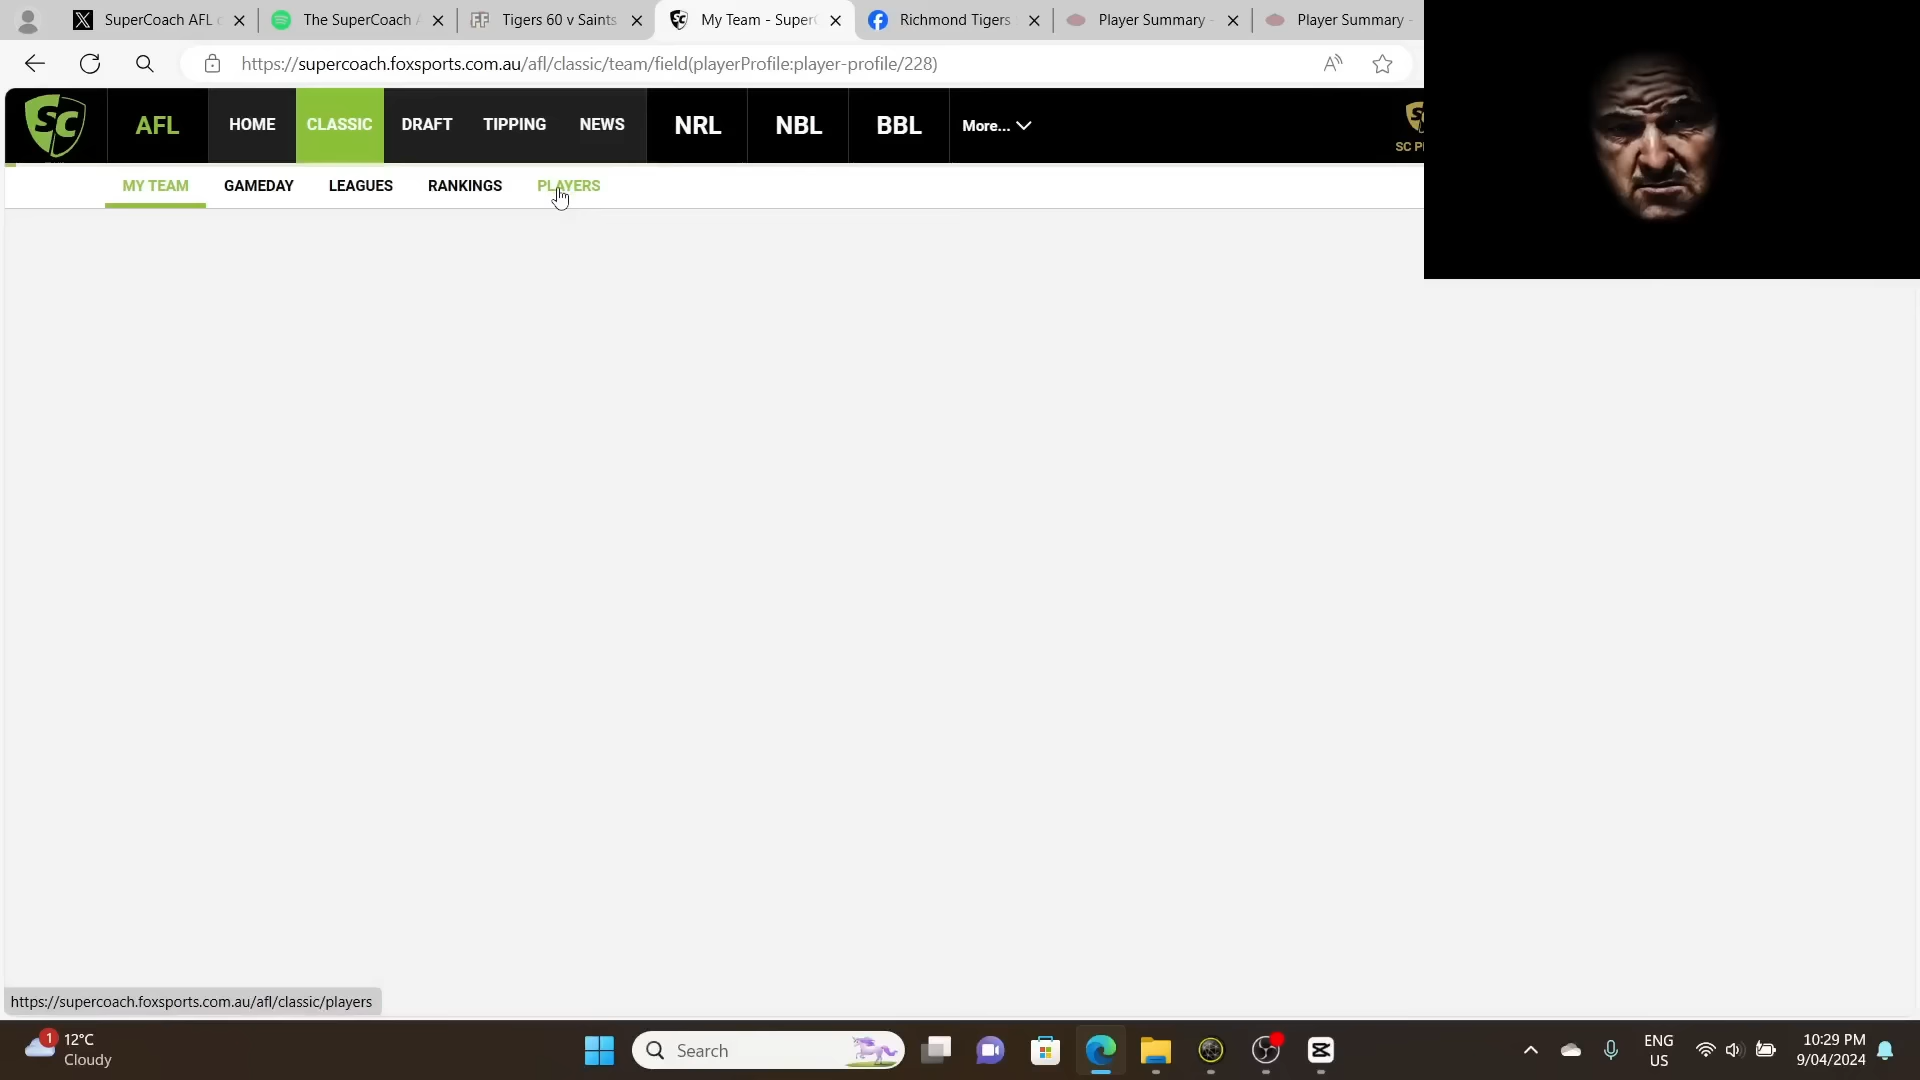 SuperCoach AFL
The SuperCoach
FF
Tigers 60 v Saints
My Team - Super
Richmond Tigers
Player Summary -
Player Summary -
https://supercoach.foxsports.com.au/afl/classic/team/field(playerProfile:player-profile/228)
SC
AFL
HOME
CLASSIC
DRAFT
TIPPING
NEWS
NRL
NBL
BBL
More...
MY TEAM
GAMEDAY
LEAGUES
RANKINGS
PLAYERS
https://supercoach.foxsports.com.au/afl/classic/players
1
12°C
Cloudy
Search
ENG
US
10:29 PM
9/04/2024